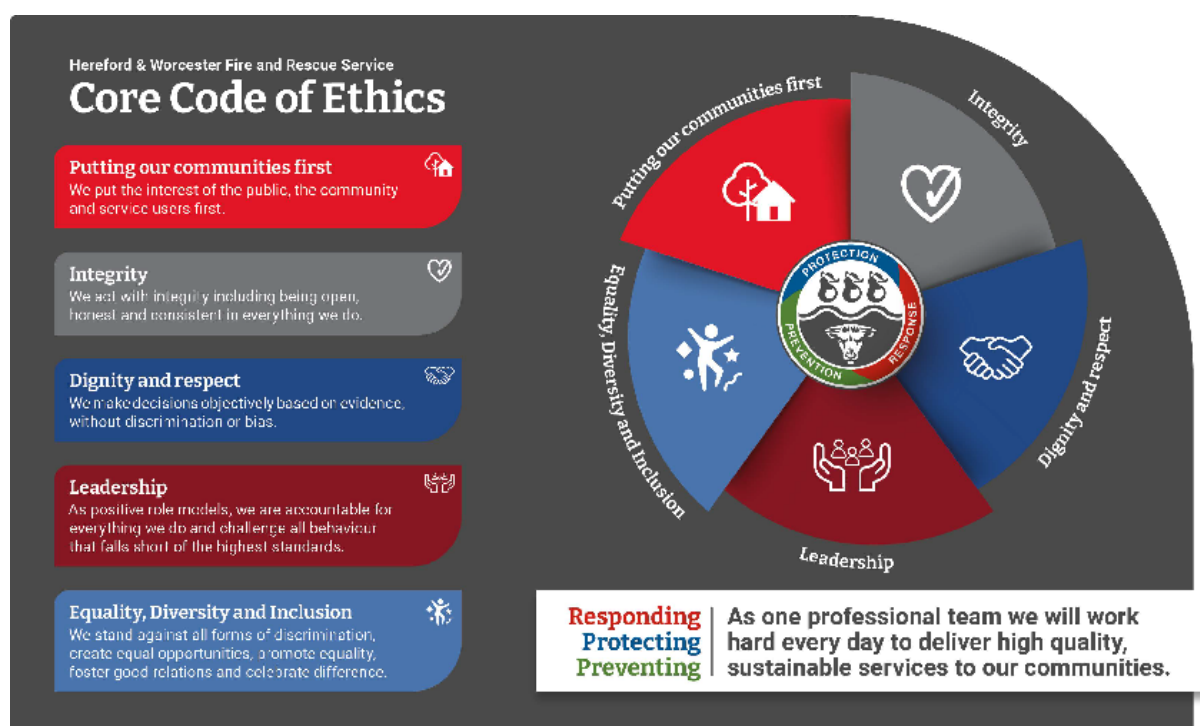 Hereford & Worcester Fire and Rescue Service
Core Code of Ethics
Putting our communities first
We put the interest of the public, the community
and service users first.
Integrity
We act with integrity including being open,
honest and consistent in everything we do.
Dignity and respect
We make decisions objectively based on evidence,
without discrimination or bias.
Leadership
As positive role models, we are accountable for
everything we do and challenge all behaviour
that falls short of the highest standards.
Equality, Diversity and Inclusion
We stand against all forms of discrimination,
create equal opportunities, promote equality,
foster good relations and celebrate difference.
Putting our communities first
Integrity
Dignity and respect
Leadership
Equality, Diversity and Inclusion
PROTECTION
RESPONSE
PREVENTION
Responding
Protecting
Preventing
As one professional team we will work
hard every day to deliver high quality,
sustainable services to our communities.